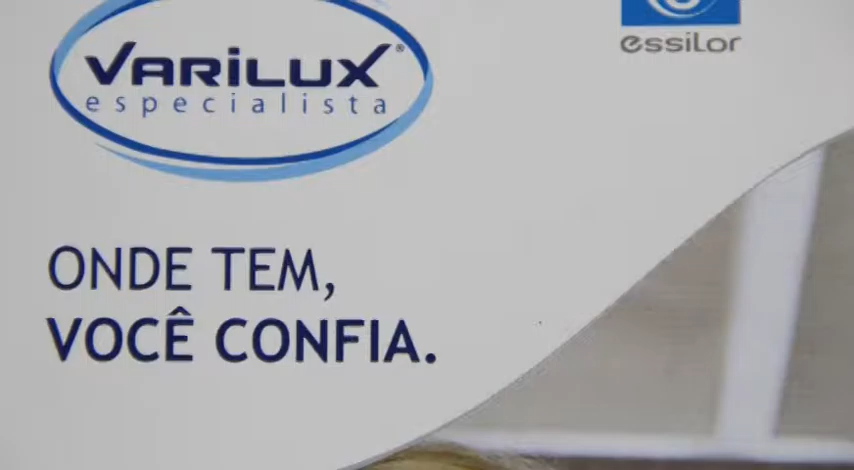 VARiLUX®
especialista
essilor
ONDE TEM,
VOCÊ CONFIA.